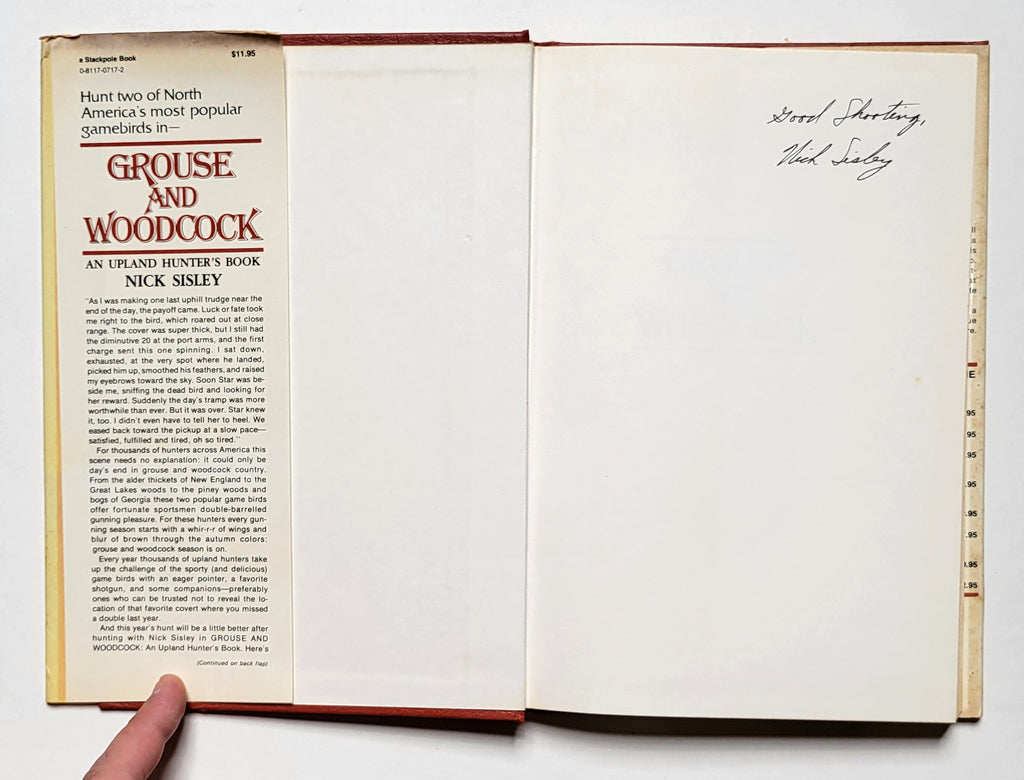 a Stackpole Book
$11.95
0-8117-0717-2
Hunt two of North
America's most popular
gamebirds in—
GROUSE
AND
WOODCOCK
AN UPLAND HUNTER'S BOOK
NICK SISLEY
"As I was making one last uphill trudge near the
end of the day, the payoff came. Luck or fate took
me right to the bird, which roared out at close
range. The cover was super thick, but I still had
the diminutive 20 at the port arms, and the first
charge sent this one spinning. I sat down,
exhausted, at the very spot where he landed,
picked him up, smoothed his feathers, and raised
my eyebrows toward the sky. Soon Star was be-
side me, sniffing the dead bird and looking for
her reward. Suddenly the day's tramp was more
worthwhile than ever. But it was over. Star knew
it, too. I didn't even have to tell her to heel. We
eased back toward the pickup at a slow pace—
satisfied, fulfilled and tired, oh so tired."
For thousands of hunters across America this
scene needs no explanation: it could only be
day's end in grouse and woodcock country.
From the alder thickets of New England to the
Great Lakes woods to the piney woods and
bogs of Georgia these two popular game birds
offer fortunate sportsmen double-barrelled
gunning pleasure. For these hunters every gun-
ning season starts with a whir-r-r of wings and
blur of brown through the autumn colors:
grouse and woodcock season is on.
Every year thousands of upland hunters take
up the challenge of the sporty (and delicious)
game birds with an eager pointer, a favorite
shotgun, and some companions—preferably
ones who can be trusted not to reveal the lo-
cation of that favorite covert where you missed
a double last year.
And this year's hunt will be a little better after
hunting with Nick Sisley in GROUSE AND
WOODCOCK: An Upland Hunter's Book. Here's
(Continued on back flap)
Good Shooting,
Nick Sisley